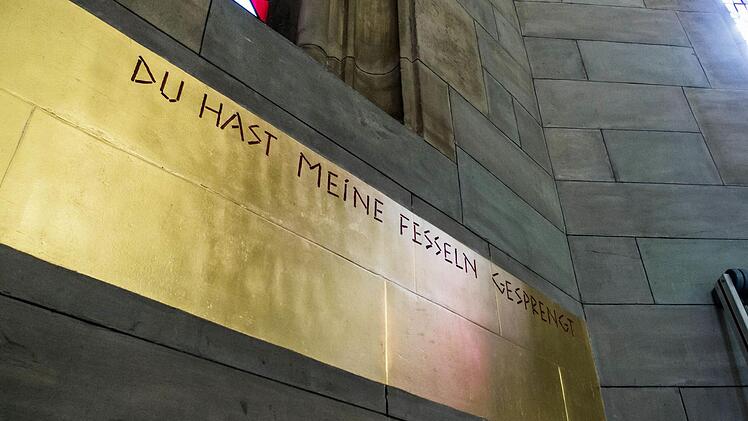 DU HAST MEiNE FESSELN GESPRENGT